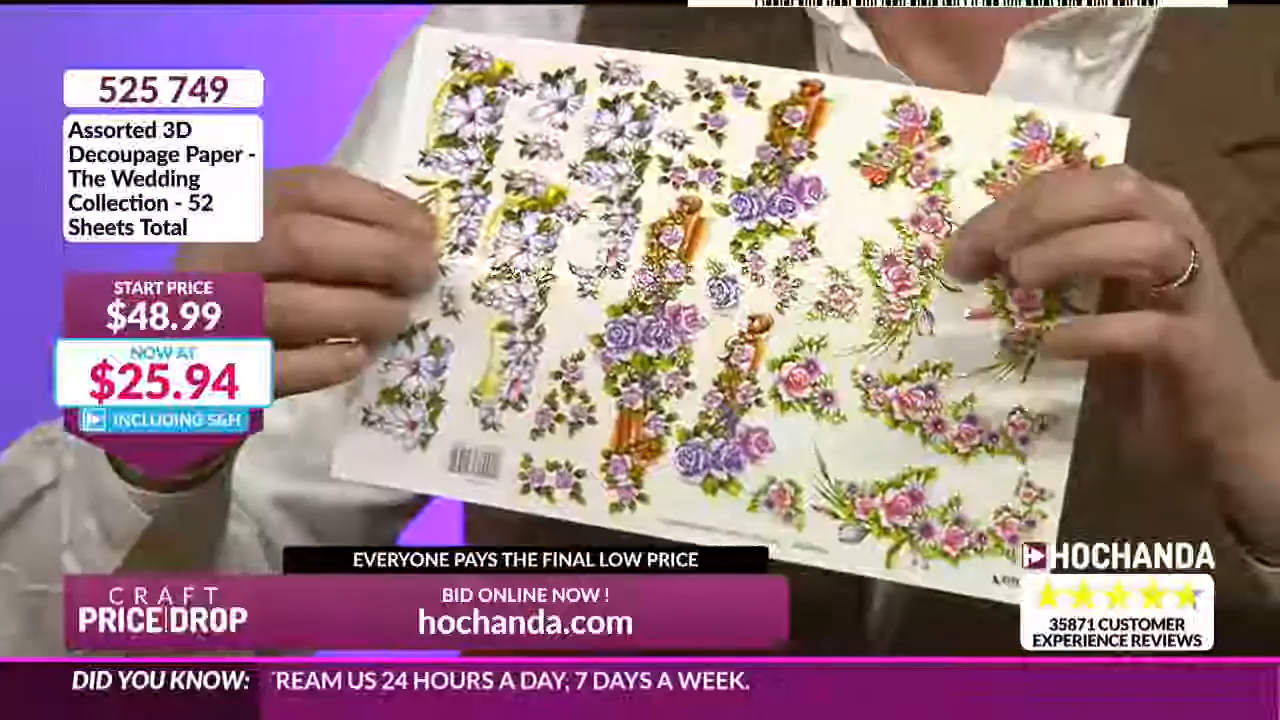 525 749
Assorted 3D
Decoupage Paper -
The Wedding
Collection - 52
Sheets Total
START PRICE
$48.99
NOW AT
$25.94
INCLUDING S&H
EVERYONE PAYS THE FINAL LOW PRICE
CRAFT
PRICE DROP
BID ONLINE NOW !
hochanda.com
HOCHANDA
35871 CUSTOMER
EXPERIENCE REVIEWS
DID YOU KNOW: REAM US 24 HOURS A DAY, 7 DAYS A WEEK.